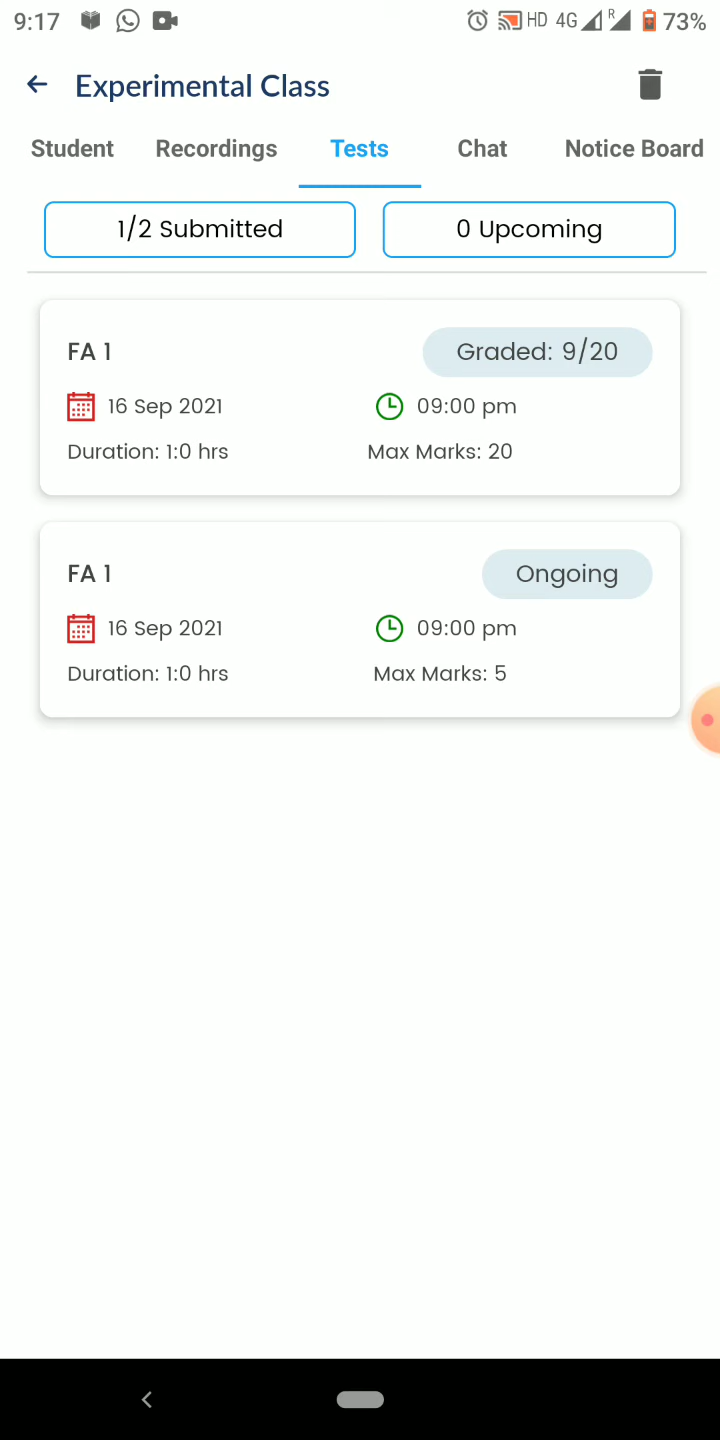 9:17 HD 4G R 73%
Experimental Class
Student Recordings Tests Chat Notice Board
1/2 Submitted 0 Upcoming
FA 1 Graded: 9/20
16 Sep 2021 09:00 pm
Duration: 1:0 hrs Max Marks: 20
FA 1 Ongoing
16 Sep 2021 09:00 pm
Duration: 1:0 hrs Max Marks: 5